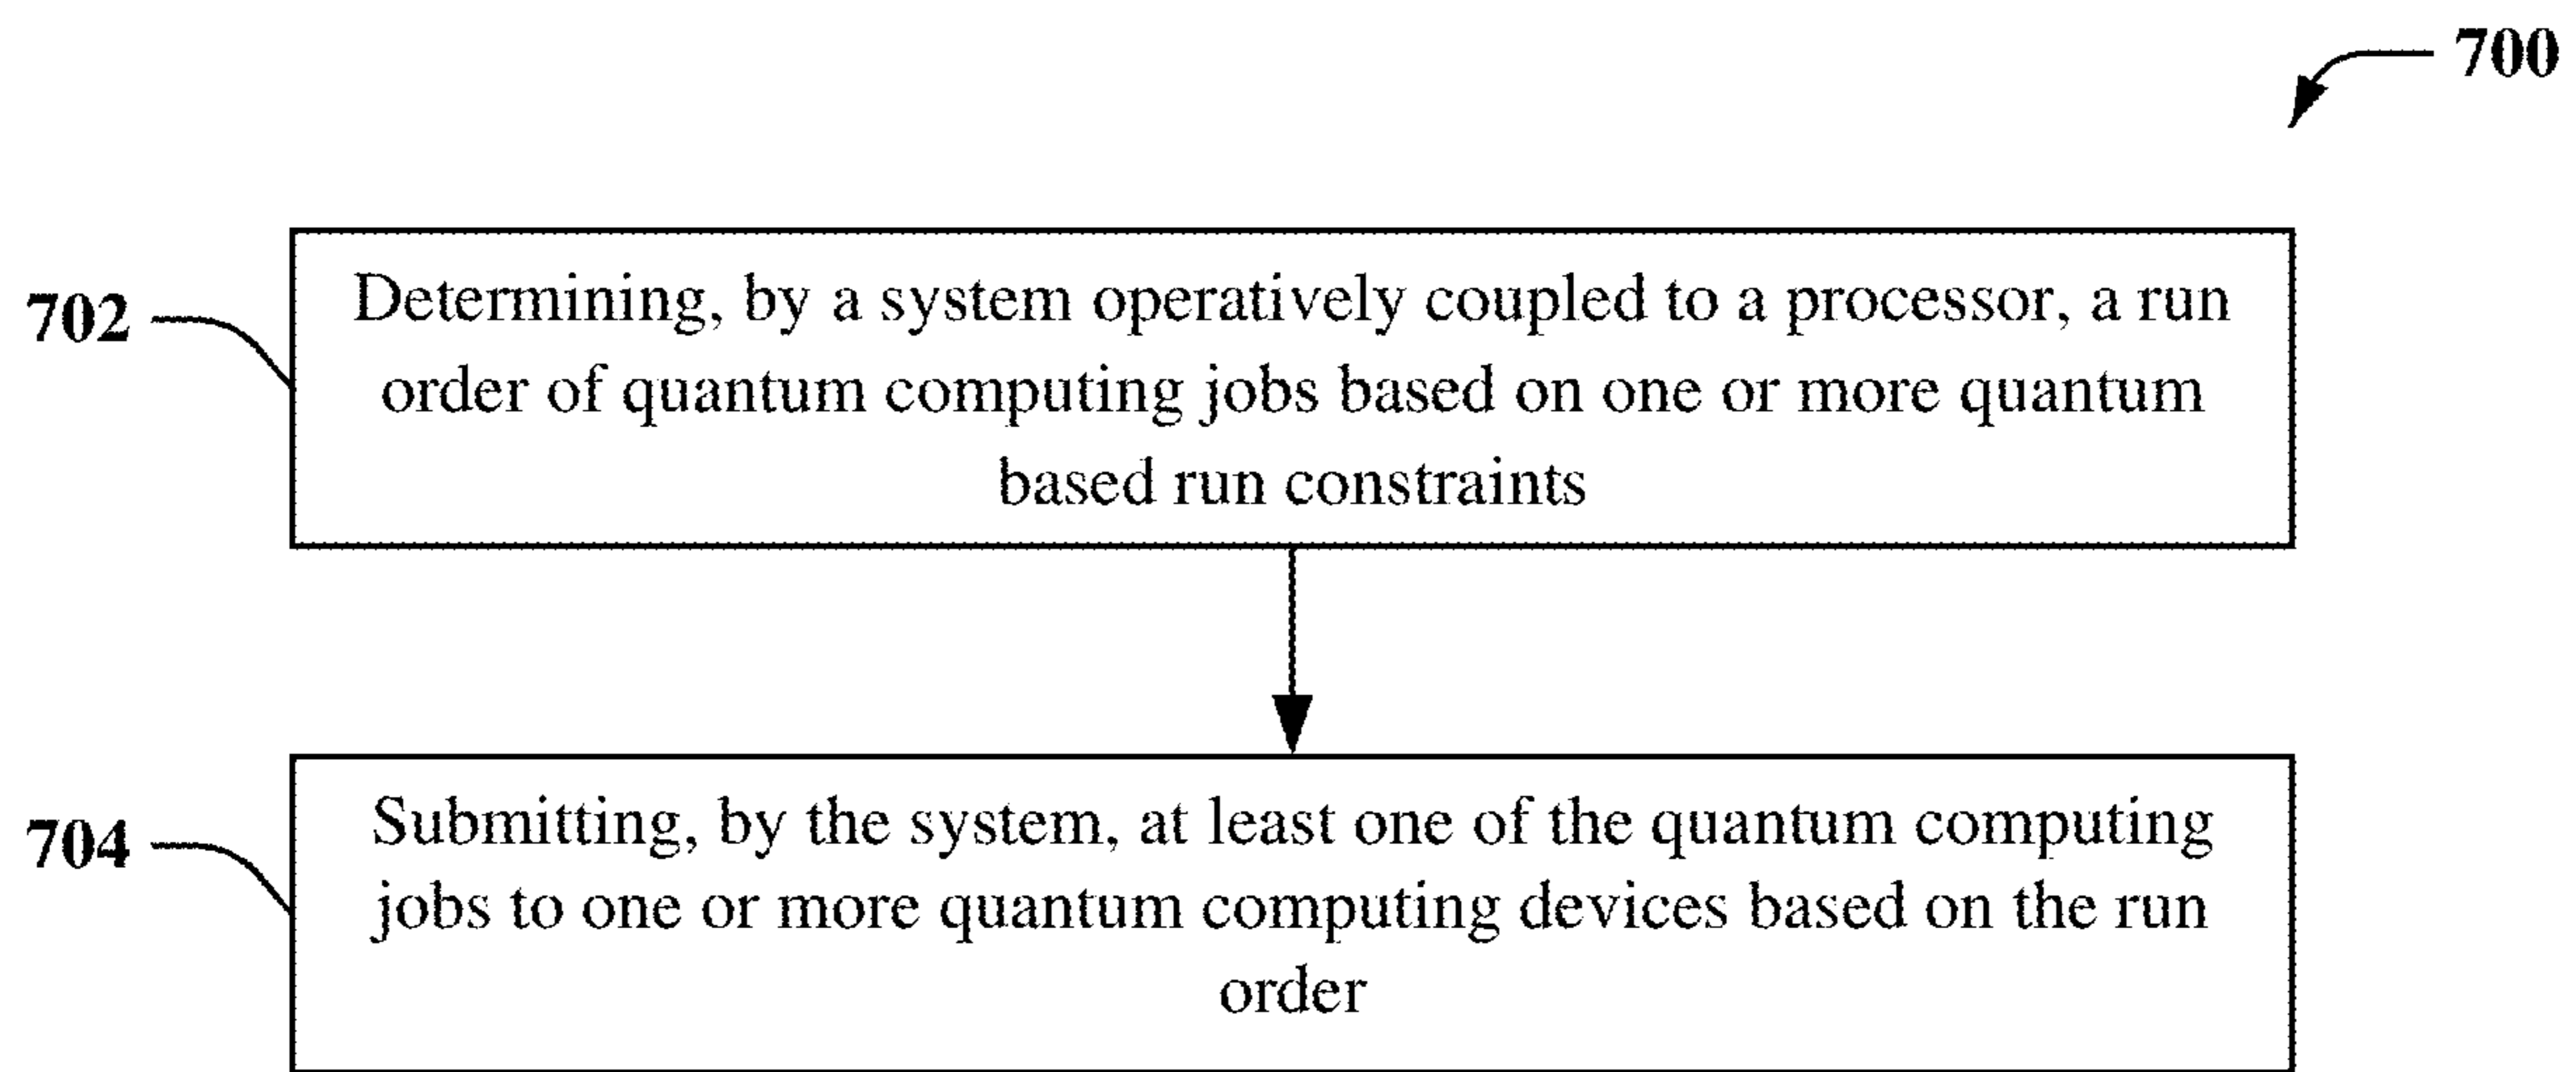 700
702
Determining, by a system operatively coupled to a processor, a run
order of quantum computing jobs based on one or more quantum
based run constraints
704
Submitting, by the system, at least one of the quantum computing
jobs to one or more quantum computing devices based on the run
order